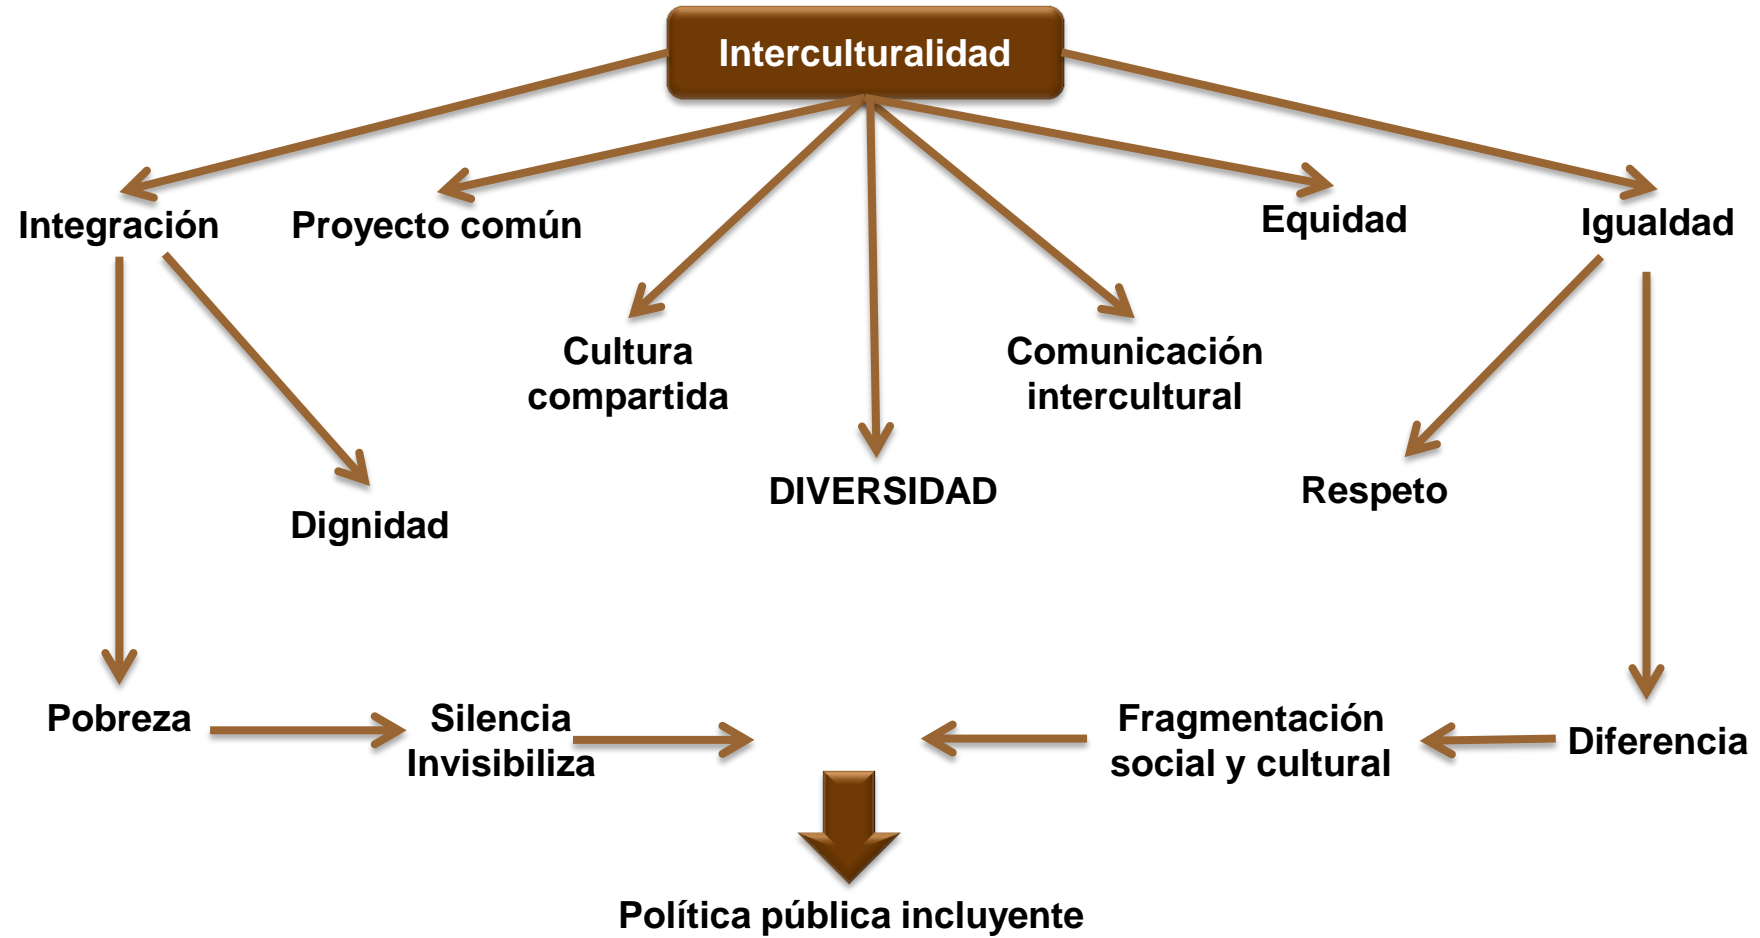 Interculturalidad
Integración
Proyecto común
Equidad
Igualdad
Cultura
compartida
Comunicación
intercultural
DIVERSIDAD
Respeto
Dignidad
Pobreza
Silencia
Invisibiliza
Fragmentación
social y cultural
Diferencia
Política pública incluyente